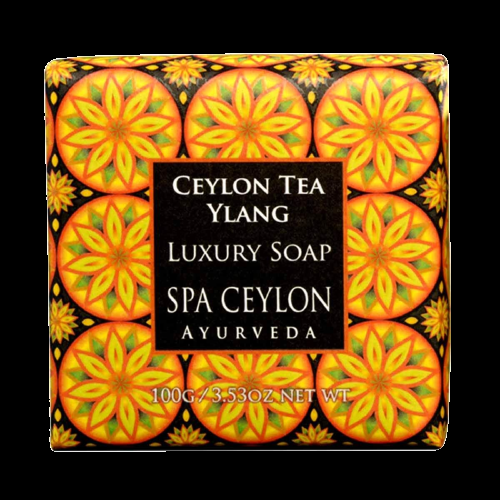 CEYLON TEA
YLANG
LUXURY SOAP
SPA CEYLON
AYURVEDA
100G/3.53OZ NET WT